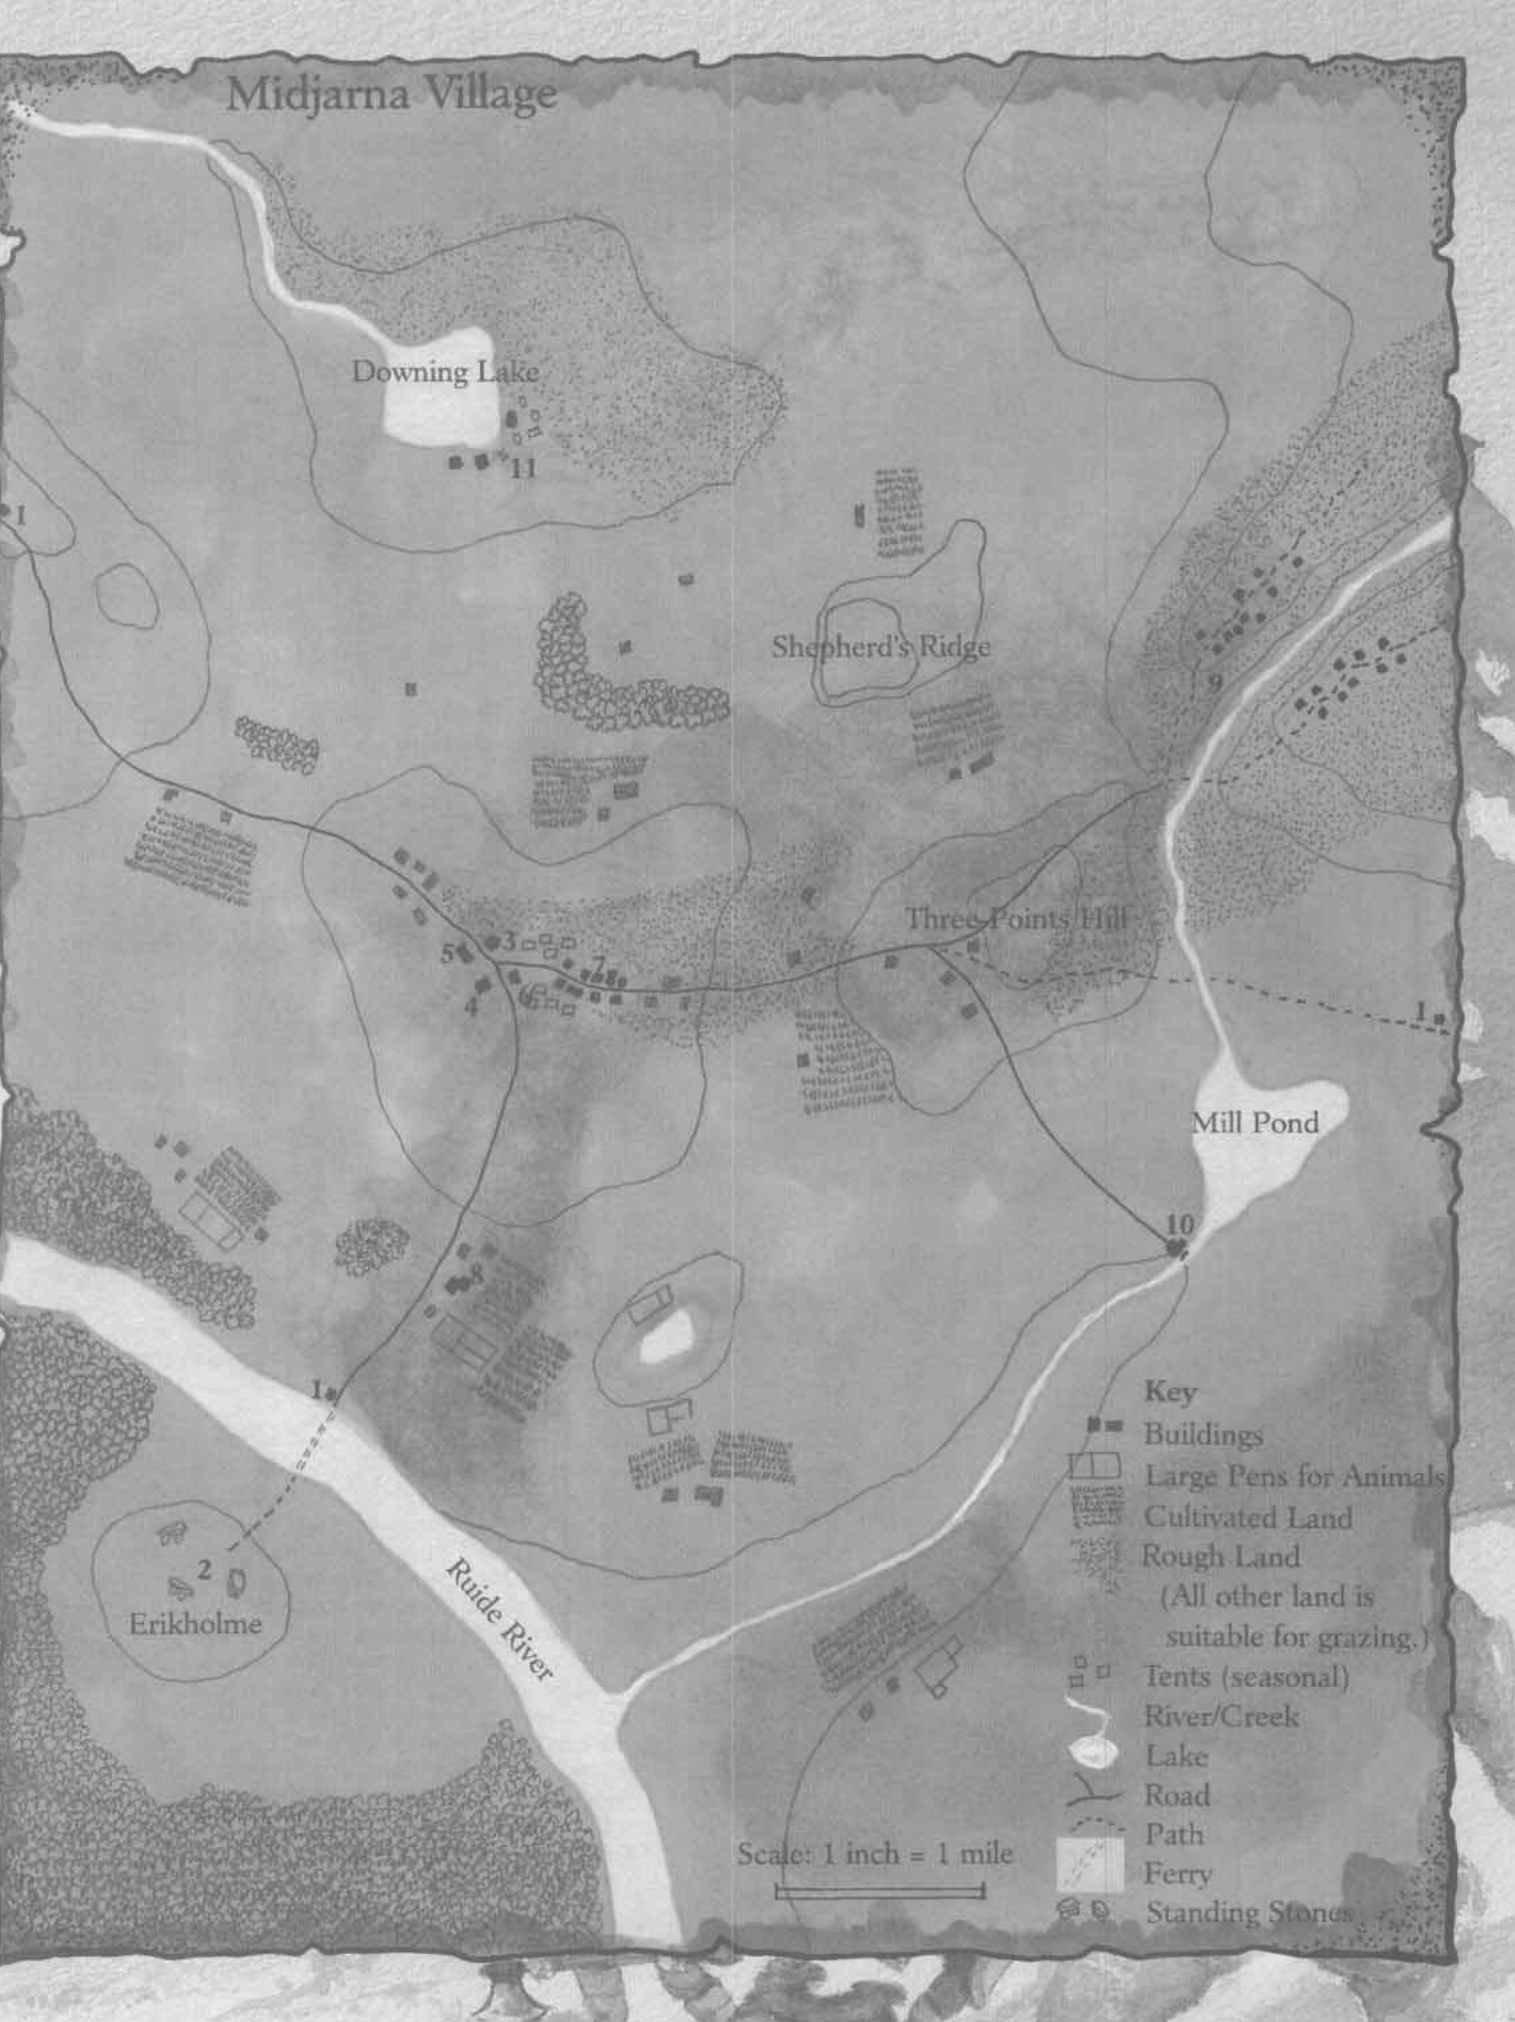 Midjarna Village
Downing Lake
11
1
Shepherd's Ridge
9
Three Points Hill
3
5
7
4
6
1
Mill Pond
10
8
1
2
Erikholme
Ruide River
Key
Buildings
Large Pens for Animals
Cultivated Land
Rough Land
(All other land is
suitable for grazing.)
Tents (seasonal)
River/Creek
Lake
Road
Path
Ferry
Standing Stones
Scale: 1 inch = 1 mile